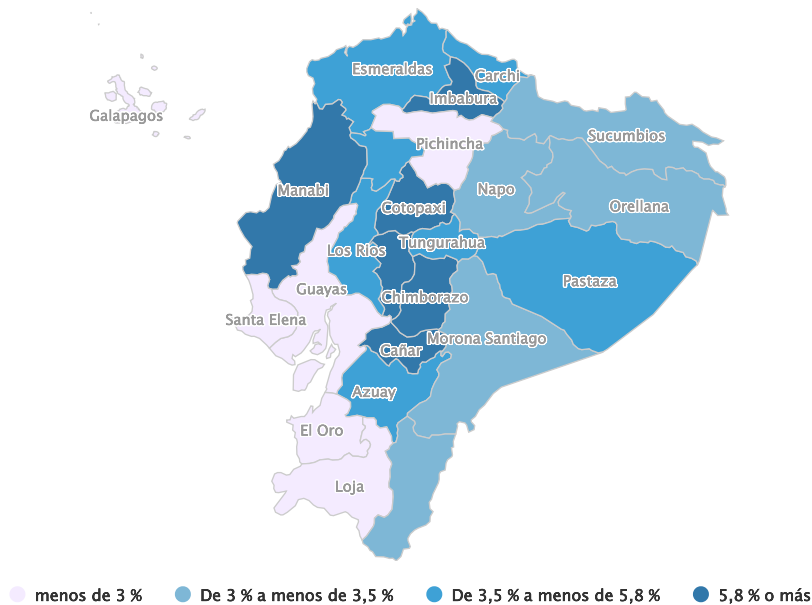 Esmeraldas
Carchi
Imbabura
Galapagos
Sucumbios
Pichincha
Manabi
Napo
Cotopaxi
Orellana
Tungurahua
Los Rios
Pastaza
Guayas
Chimborazo
Santa Elena
Morona Santiago
Cañar
Azuay
El Oro
Loja
menos de 3 % De 3 % a menos de 3,5 % De 3,5 % a menos de 5,8 % 5,8 % o más